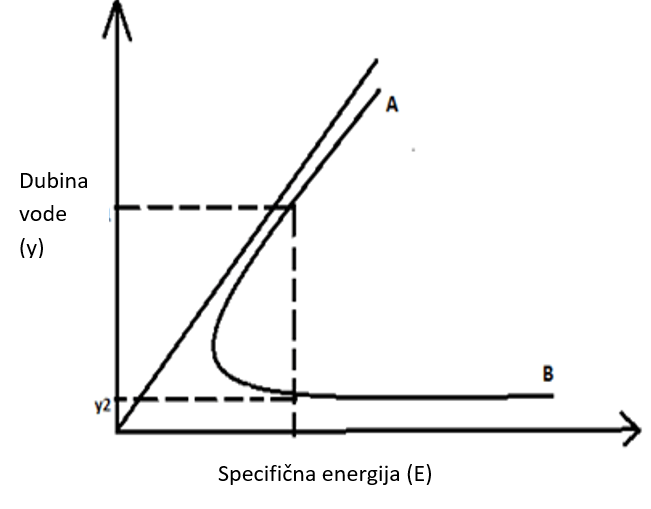 A
Dubina
vode
(y)
B
y2
Specifična energija (E)